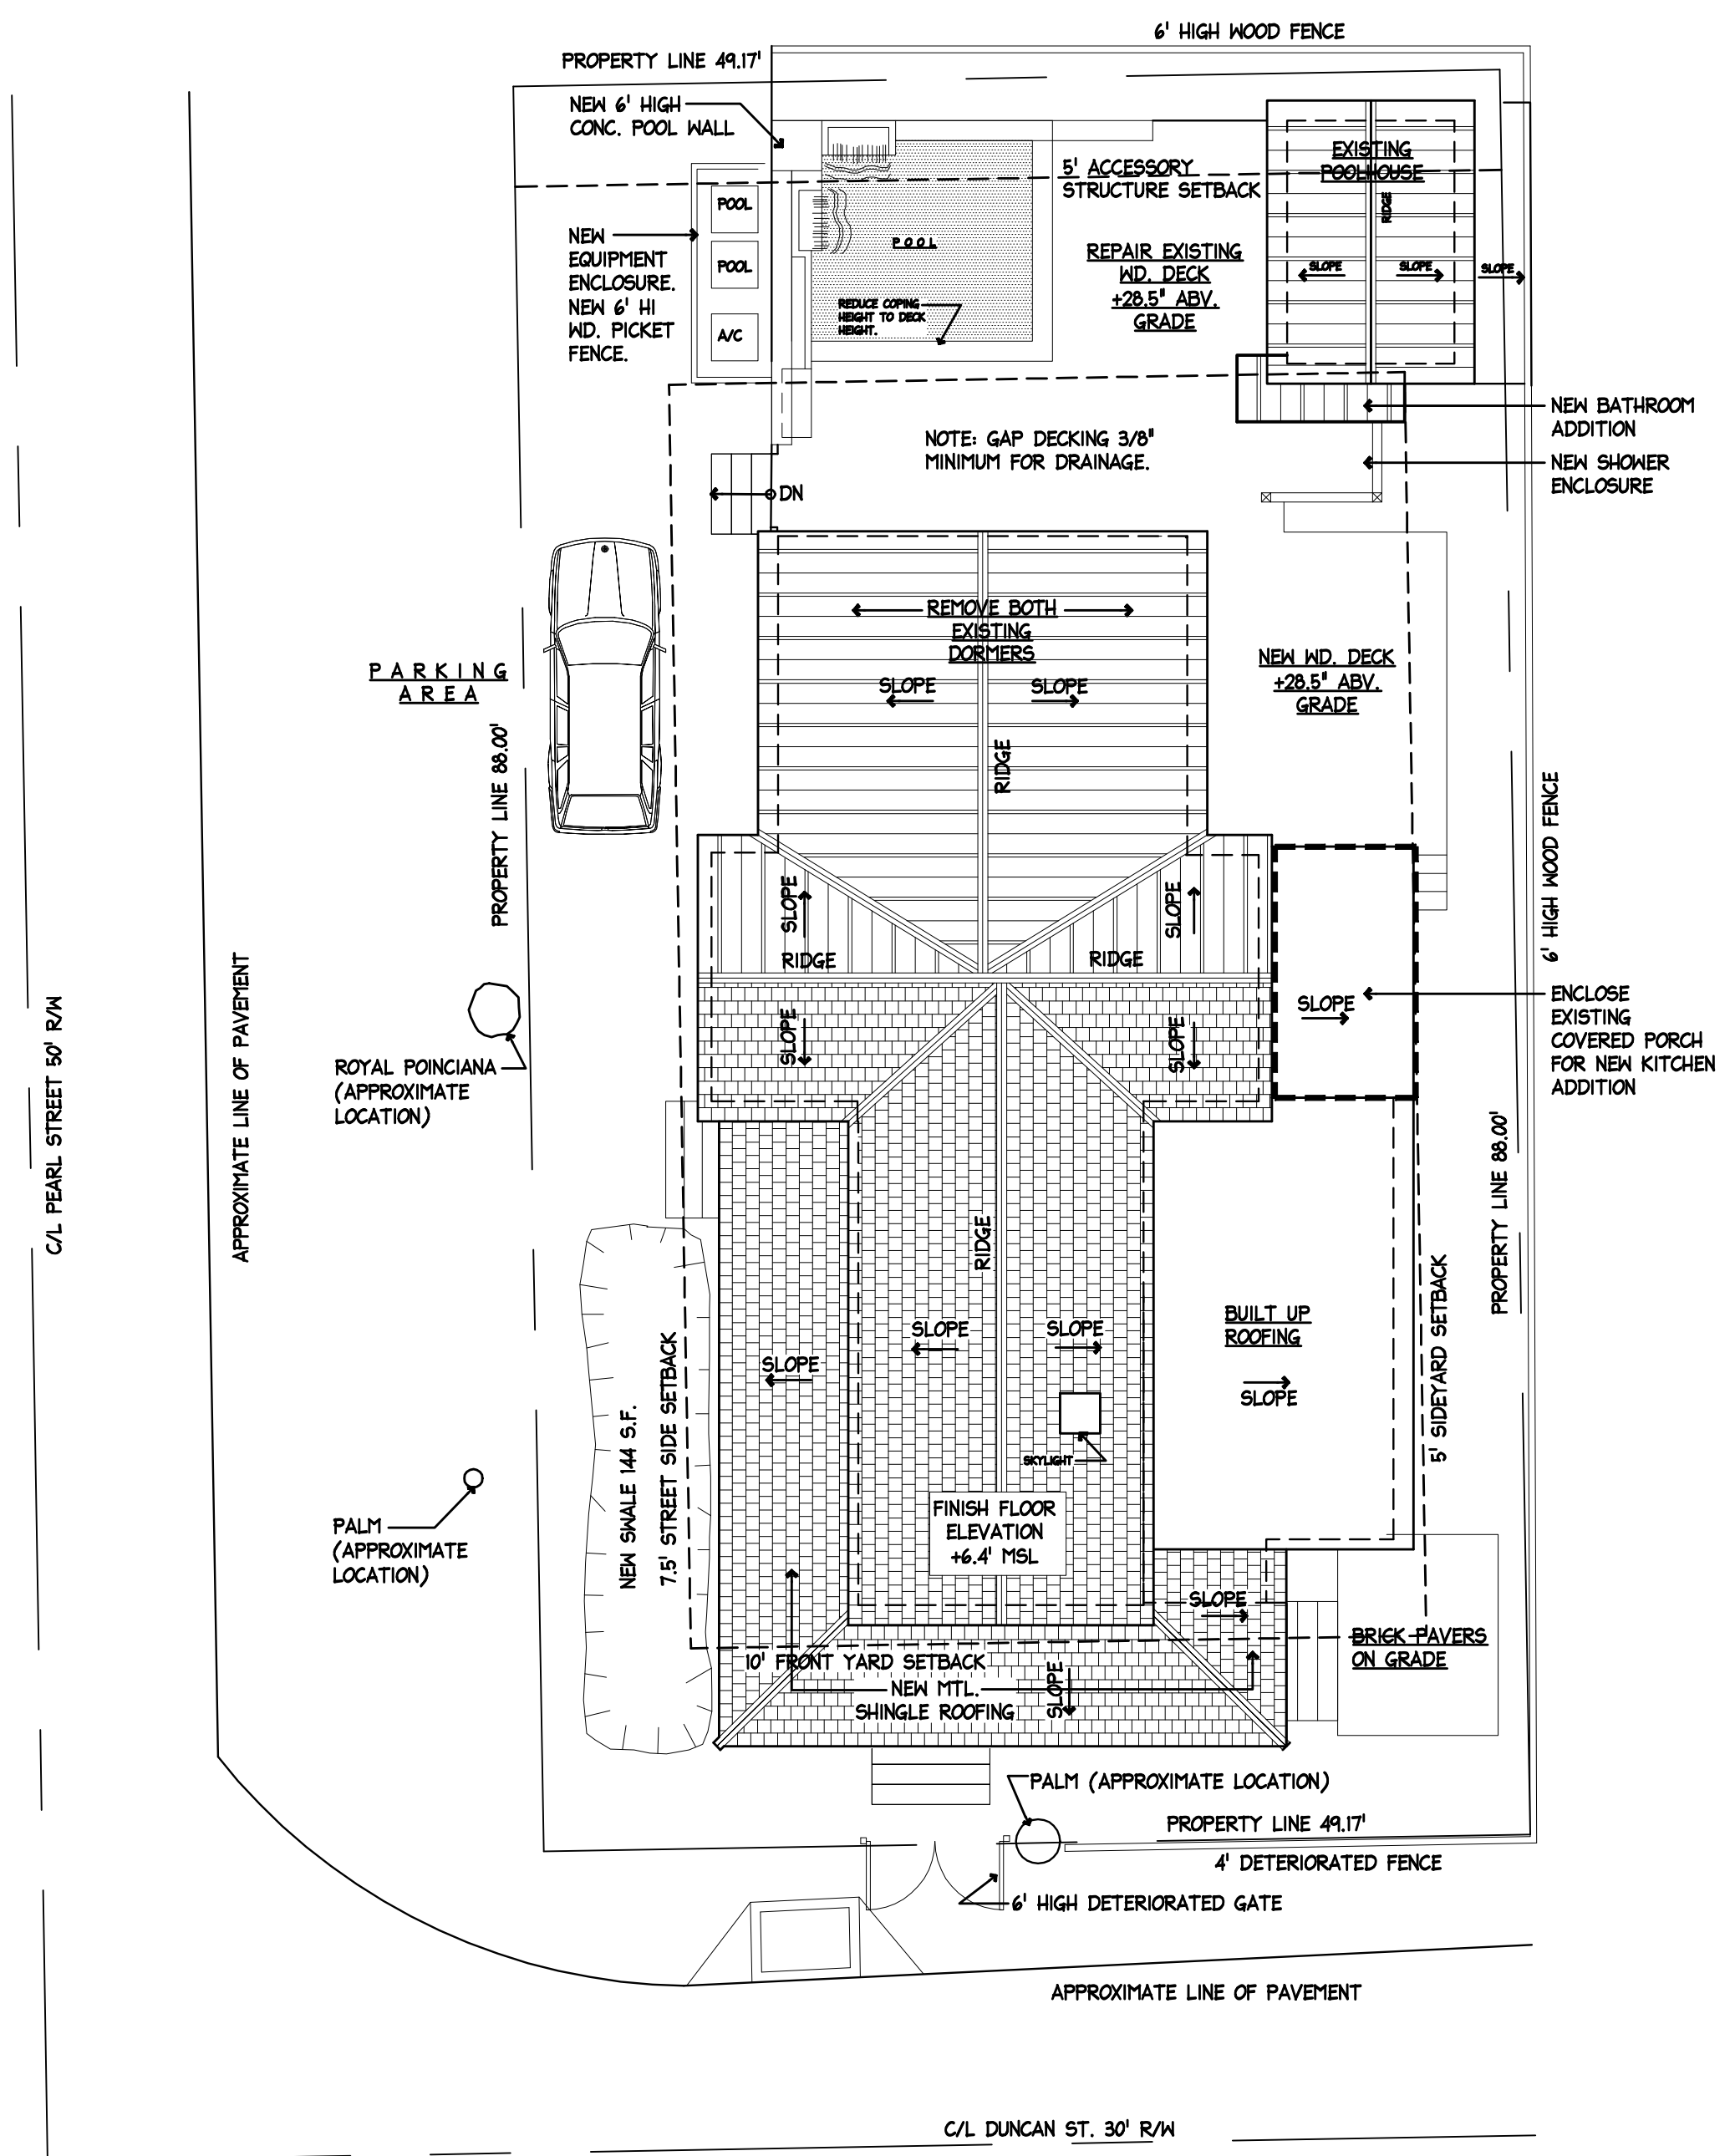 6' HIGH WOOD FENCE
PROPERTY LINE 49.17'
NEW 6' HIGH
CONC. POOL WALL
EXISTING
POOLHOUSE
5' ACCESSORY
STRUCTURE SETBACK
RIDGE
POOL
POOL
A/C
NEW
EQUIPMENT
ENCLOSURE.
NEW 6' HI
WD. PICKET
FENCE.
POOL
REDUCE COPING
HEIGHT TO DECK
HEIGHT.
REPAIR EXISTING
WD. DECK
+28.5" ABV.
GRADE
SLOPE
SLOPE
SLOPE
NEW BATHROOM
ADDITION
NEW SHOWER
ENCLOSURE
NOTE: GAP DECKING 3/8"
MINIMUM FOR DRAINAGE.
DN
REMOVE BOTH
EXISTING
DORMERS
SLOPE
SLOPE
RIDGE
PARKING
AREA
NEW WD. DECK
+28.5" ABV.
GRADE
PROPERTY LINE 88.00'
6' HIGH WOOD FENCE
SLOPE
SLOPE
RIDGE
RIDGE
SLOPE
SLOPE
SLOPE
ENCLOSE
EXISTING
COVERED PORCH
FOR NEW KITCHEN
ADDITION
C/L PEARL STREET 50' R/W
APPROXIMATE LINE OF PAVEMENT
ROYAL POINCIANA
(APPROXIMATE
LOCATION)
PROPERTY LINE 88.00'
RIDGE
SLOPE
SLOPE
SLOPE
BUILT UP
ROOFING
SLOPE
5' SIDEYARD SETBACK
NEW SWALE 144 S.F.
7.5' STREET SIDE SETBACK
SKYLIGHT
PALM
(APPROXIMATE
LOCATION)
FINISH FLOOR
ELEVATION
+6.4' MSL
SLOPE
BRICK PAVERS
ON GRADE
10' FRONT YARD SETBACK
NEW MTL.
SHINGLE ROOFING
SLOPE
PALM (APPROXIMATE LOCATION)
PROPERTY LINE 49.17'
4' DETERIORATED FENCE
6' HIGH DETERIORATED GATE
APPROXIMATE LINE OF PAVEMENT
C/L DUNCAN ST. 30' R/W